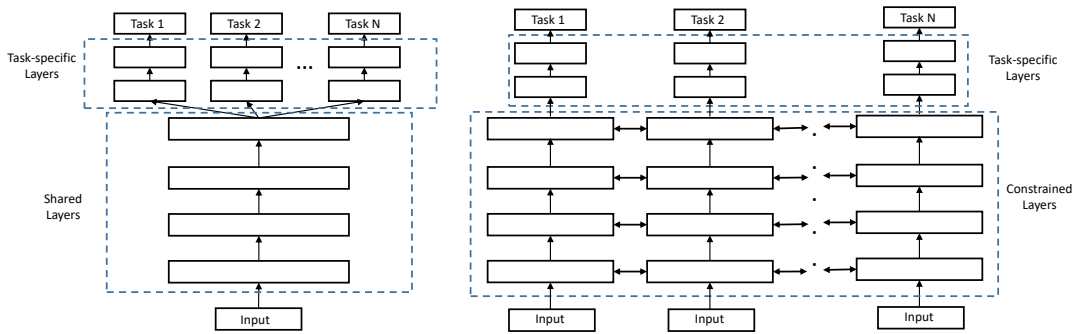 Task 1
Task 2
Task N
Task-specific
Layers
...
Shared
Layers
Input
Task 1
Task 2
Task N
Task-specific
Layers
Constrained
Layers
Input
Input
Input